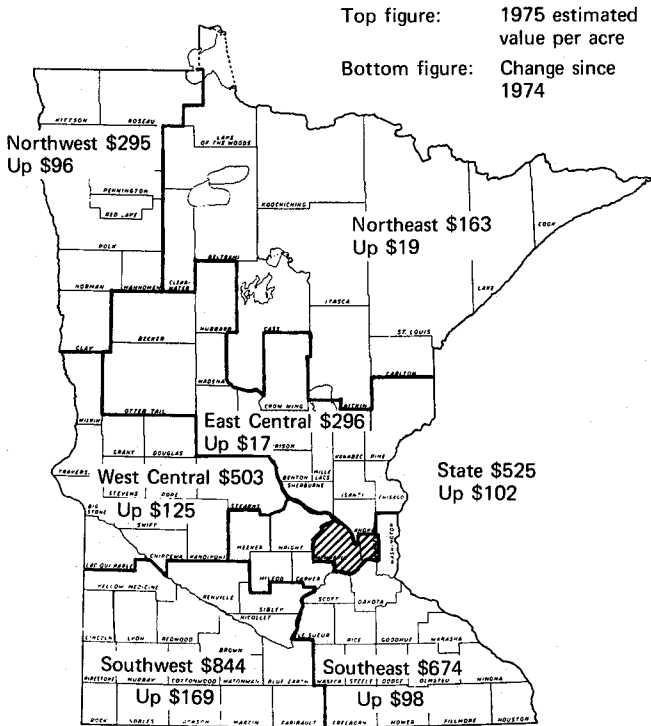 Top figure: 1975 estimated
value per acre
Bottom figure: Change since
1974
KITTSON
ROSEAU
LAKE
OF THE WOODS
Northwest $295
Up $96
PENNINGTON
RED LAKE
KOOCHICHING
Northeast $163
Up $19
COOK
POLK
BELTRAMI
LAKE
NORMAN
MAHNOMEN
CLEAR-
WATER
ITASCA
HUBBARD
CASS
ST. LOUIS
CLAY
BECKER
CARLTON
WADENA
CROW WING
AITKIN
OTTER TAIL
WILKIN
East Central $296
Up $17
GRANT
DOUGLAS
RISON
MILLE
LACS
KANABEC
PINE
BENTON
SHERBURNE
TRAVERS
West Central $503
Up $125
State $525
Up $102
STEVENS
POPE
STEARNS
ISANTI
CHISAGO
BIG
STONE
SWIFT
ANOKA
WASHINGTON
CHIPPEWA
KANDIYOHI
MEEKER
WRIGHT
LAC QUI PARLE
YELLOW MEDICINE
RENVILLE
MCLEOD
CARVER
SCOTT
DAKOTA
SIBLEY
NICOLLET
LINCOLN
LYON
REDWOOD
BROWN
LE SUEUR
RICE
GOODHUE
WABASHA
Southwest $844
Up $169
Southeast $674
Up $98
PIPESTONE
MURRAY
COTTONWOOD
WATONWAN
BLUE EARTH
WASECA
STEELE
DODGE
OLMSTED
WINONA
ROCK
NOBLES
JACKSON
MARTIN
FARIBAULT
FREEBORN
MOWER
FILLMORE
HOUSTON